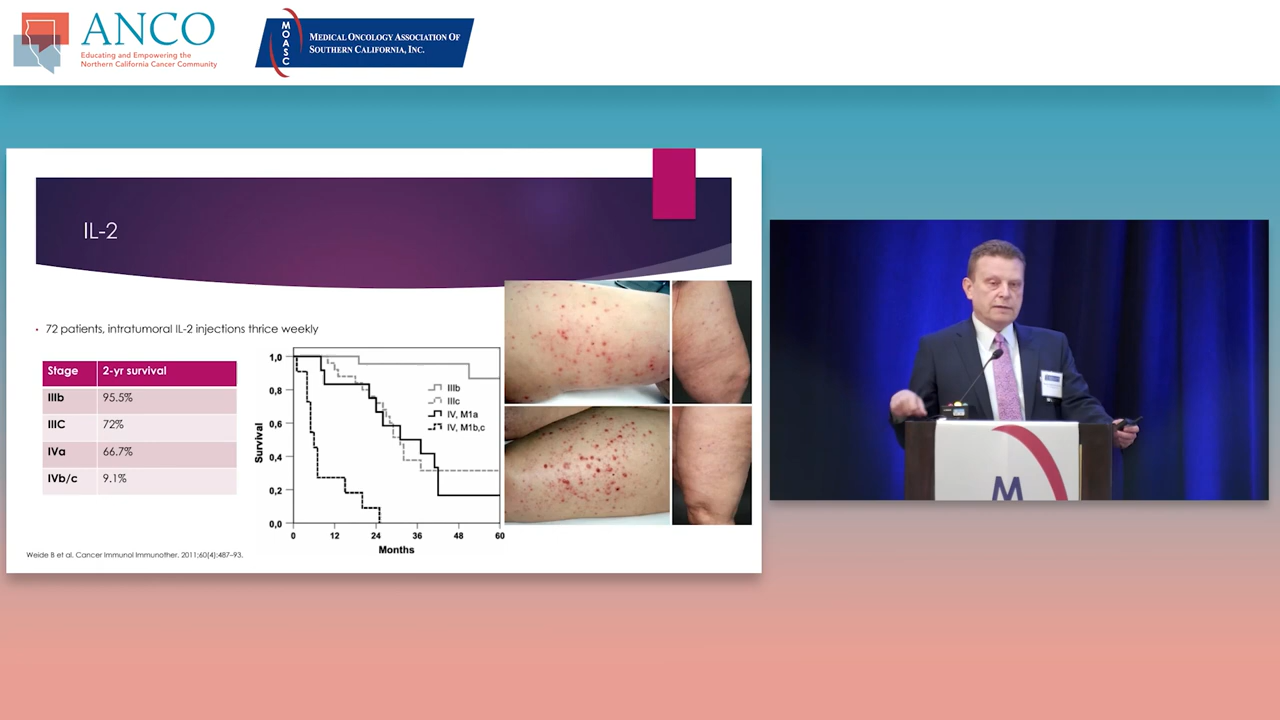 ANCO
Educating and Empowering the
Northern California Cancer Community
MOASC
MEDICAL ONCOLOGY ASSOCIATION OF
SOUTHERN CALIFORNIA, INC.
IL-2
• 72 patients, intratumoral IL-2 injections thrice weekly
Stage 2-yr survival
IIIb 95.5%
IIIC 72%
IVa 66.7%
IVb/c 9.1%
Survival
1,0
0,8
0,6
0,4
0,2
0,0
IIIb
IIIc
IV, M1a
IV, M1b,c
0 12 24 36 48 60
Months
Weide B et al. Cancer Immunol Immunother. 2011;60(4):487–93.
M